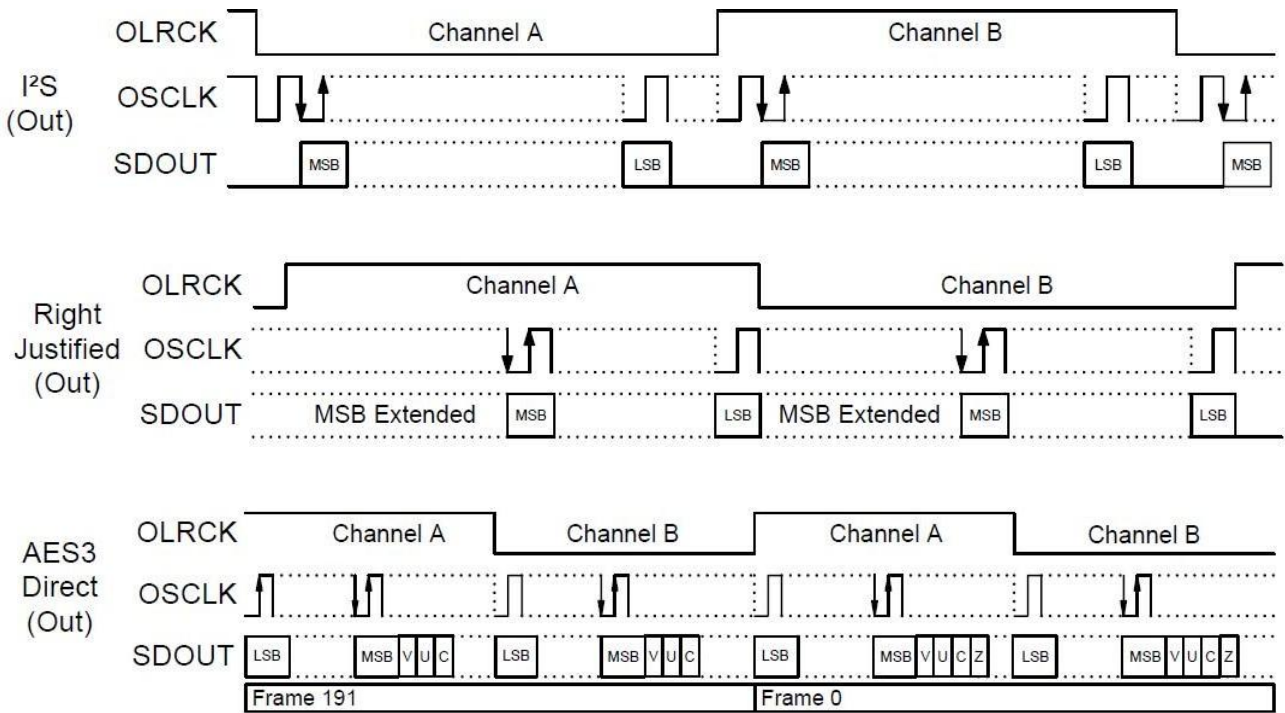 OLRCK Channel A Channel B
I²S
(Out)
OSCLK
SDOUT MSB LSB MSB LSB MSB
OLRCK Channel A Channel B
Right
Justified
(Out)
OSCLK
SDOUT MSB Extended MSB LSB MSB Extended MSB LSB
OLRCK Channel A Channel B Channel A Channel B
AES3
Direct
(Out)
OSCLK
SDOUT LSB MSB V U C LSB MSB V U C LSB MSB V U C Z LSB MSB V U C Z
Frame 191 Frame 0